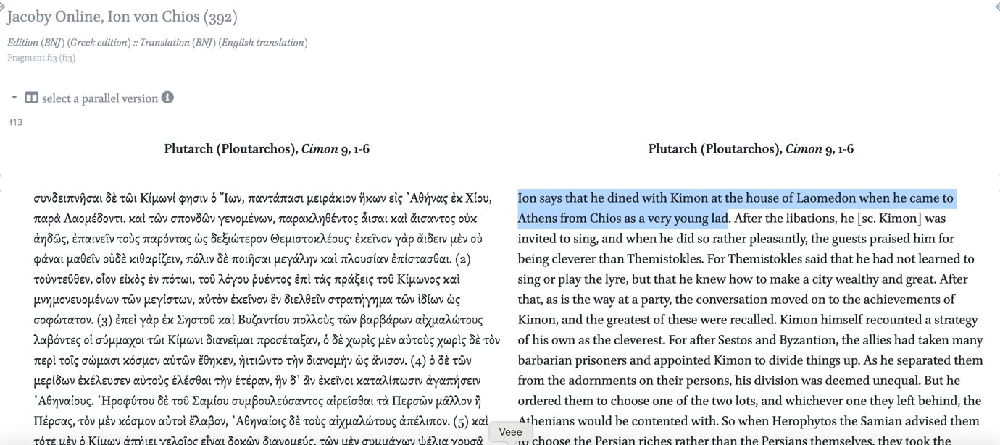 Jacoby Online, Ion von Chios (392)
Edition (BNJ) (Greek edition) :: Translation (BNJ) (English translation)
Fragment f13 (f13)
select a parallel version
f13
Plutarch (Ploutarchos), Cimon 9, 1-6
συνδειπνῆσαι δὲ τῶι Κίμωνί φησιν ὁ Ἴων, παντάπασι μειράκιον ἥκων εἰς Ἀθήνας ἐκ Χίου,
παρὰ Λαομέδοντι. καὶ τῶν σπονδῶν γενομένων, παρακληθέντος ἆισαι καὶ ἄισαντος οὐκ
ἀηδῶς, ἐπαινεῖν τοὺς παρόντας ὡς δεξιώτερον Θεμιστοκλέους· ἐκεῖνον γὰρ ἄιδειν μὲν οὐ
φάναι μαθεῖν οὐδὲ κιθαρίζειν, πόλιν δὲ ποιῆσαι μεγάλην καὶ πλουσίαν ἐπίστασθαι. (2)
τοὐντεῦθεν, οἷον εἰκὸς ἐν πότωι, τοῦ λόγου ῥυέντος ἐπὶ τὰς πράξεις τοῦ Κίμωνος καὶ
μνημονευομένων τῶν μεγίστων, αὐτὸν ἐκεῖνον ἓν διελθεῖν στρατήγημα τῶν ἰδίων ὡς
σοφώτατον. (3) ἐπεὶ γὰρ ἐκ Σηστοῦ καὶ Βυζαντίου πολλοὺς τῶν βαρβάρων αἰχμαλώτους
λαβόντες οἱ σύμμαχοι τῶι Κίμωνι διανεῖμαι προσέταξαν, ὁ δὲ χωρὶς μὲν αὐτοὺς χωρὶς δὲ τὸν
περὶ τοῖς σώμασι κόσμον αὐτῶν ἔθηκεν, ἠιτιῶντο τὴν διανομὴν ὡς ἄνισον. (4) ὁ δὲ τῶν
μερίδων ἐκέλευσεν αὐτοὺς ἑλέσθαι τὴν ἑτέραν, ἣν δ᾽ ἂν ἐκεῖνοι καταλίπωσιν ἀγαπήσειν
Ἀθηναίους. Ἡροφύτου δὲ τοῦ Σαμίου συμβουλεύσαντος αἱρεῖσθαι τὰ Περσῶν μᾶλλον ἢ
Πέρσας, τὸν μὲν κόσμον αὑτοὶ ἔλαβον, Ἀθηναίοις δὲ τοὺς αἰχμαλώτους ἀπέλιπον. (5) καὶ
τότε μὲν ὁ Κίμων ἀπήιει γελοῖος εἶναι δοκῶν διανομεύς, τῶν μὲν συμμάχων ψέλια χρυσᾶ
Plutarch (Ploutarchos), Cimon 9, 1-6
Ion says that he dined with Kimon at the house of Laomedon when he came to
Athens from Chios as a very young lad. After the libations, he [sc. Kimon] was
invited to sing, and when he did so rather pleasantly, the guests praised him for
being cleverer than Themistokles. For Themistokles said that he had not learned to
sing or play the lyre, but that he knew how to make a city wealthy and great. After
that, as is the way at a party, the conversation moved on to the achievements of
Kimon, and the greatest of these were recalled. Kimon himself recounted a strategy
of his own as the cleverest. For after Sestos and Byzantion, the allies had taken many
barbarian prisoners and appointed Kimon to divide things up. As he separated them
from the adornments on their persons, his division was deemed unequal. But he
ordered them to choose one of the two lots, and whichever one they left behind, the
Athenians would be contented with. So when Herophytos the Samian advised them
to choose the Persian riches rather than the Persians themselves, they took the
Veee